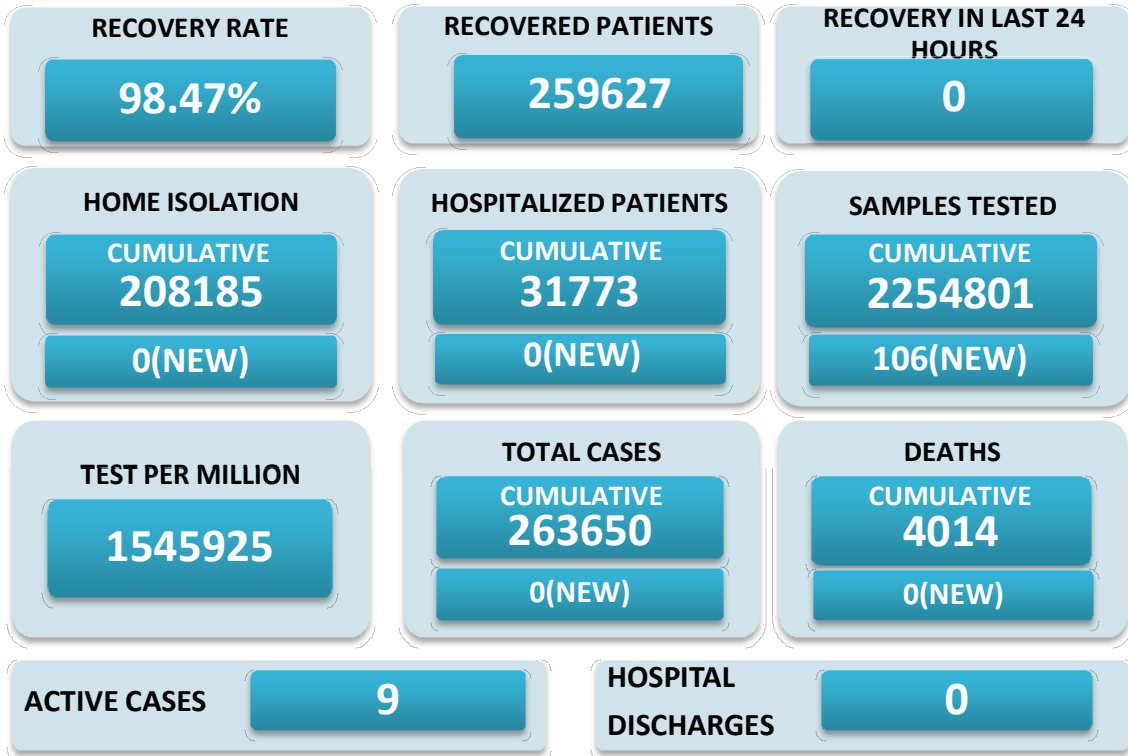 RECOVERY RATE
98.47%
RECOVERED PATIENTS
259627
RECOVERY IN LAST 24
HOURS
0
HOME ISOLATION
CUMULATIVE
208185
0(NEW)
HOSPITALIZED PATIENTS
CUMULATIVE
31773
0(NEW)
SAMPLES TESTED
CUMULATIVE
2254801
106(NEW)
TEST PER MILLION
1545925
TOTAL CASES
CUMULATIVE
263650
0(NEW)
DEATHS
CUMULATIVE
4014
0(NEW)
ACTIVE CASES
9
HOSPITAL
DISCHARGES
0